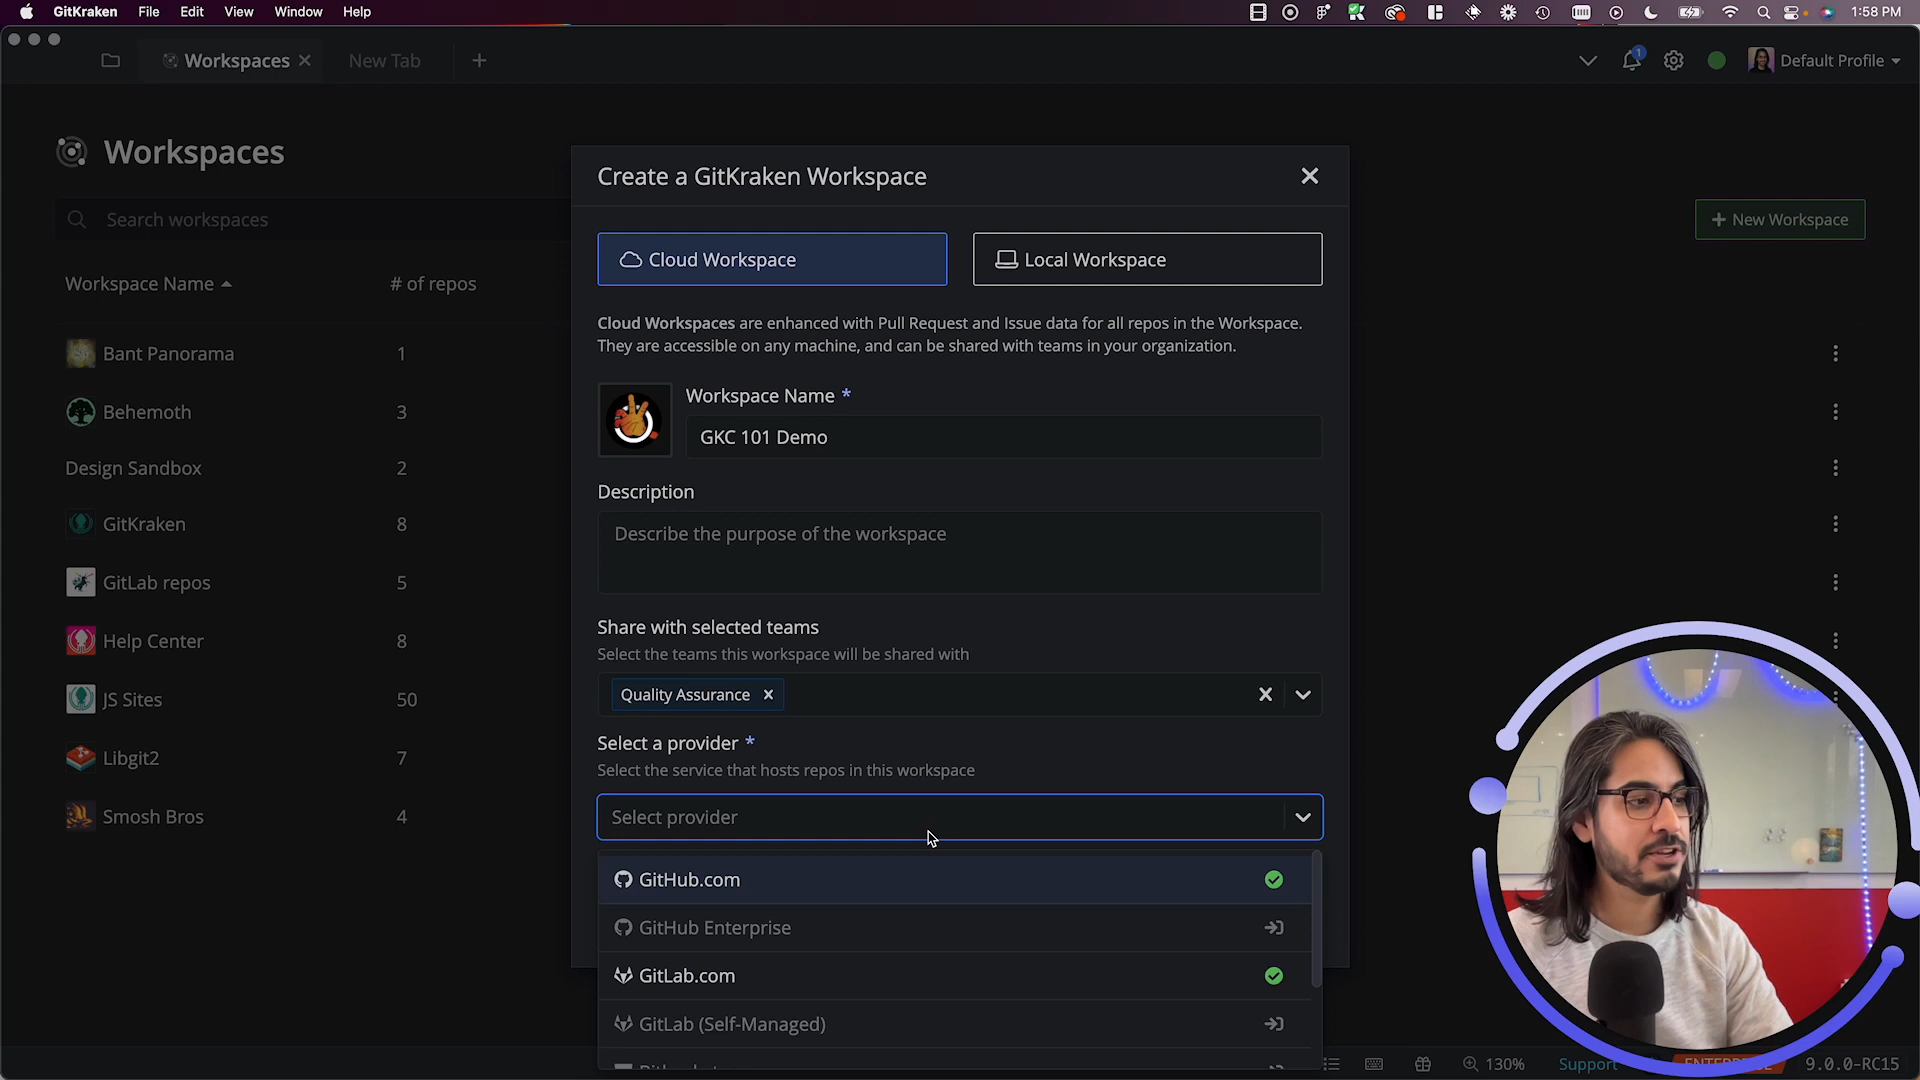 GitKraken File Edit View Window Help
1:58 PM
Workspaces
New Tab
1
Default Profile
Workspaces
Search workspaces
New Workspace
Workspace Name # of repos
Bant Panorama 1
Behemoth 3
Design Sandbox 2
GitKraken 8
GitLab repos 5
Help Center 8
JS Sites 50
Libgit2 7
Smosh Bros 4
Create a GitKraken Workspace
Cloud Workspace
Local Workspace
Cloud Workspaces are enhanced with Pull Request and Issue data for all repos in the Workspace.
They are accessible on any machine, and can be shared with teams in your organization.
Workspace Name *
GKC 101 Demo
Description
Describe the purpose of the workspace
Share with selected teams
Select the teams this workspace will be shared with
Quality Assurance
Select a provider *
Select the service that hosts repos in this workspace
Select provider
GitHub.com
GitHub Enterprise
GitLab.com
GitLab (Self-Managed)
130% Support 9.0.0-RC15